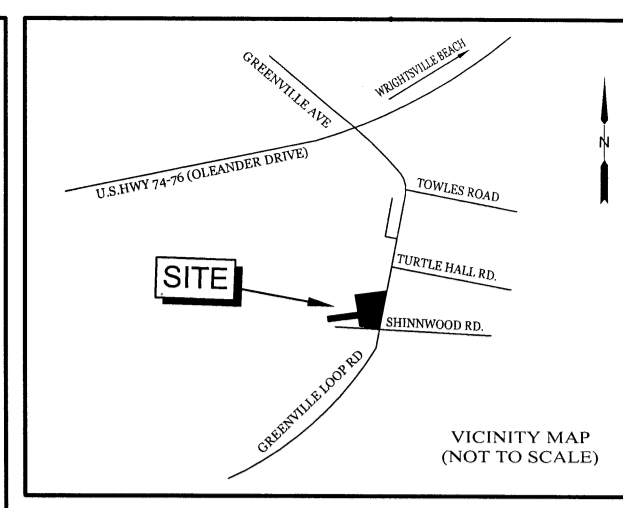 GREENVILLE AVE
WRIGHTSVILLE BEACH
U.S.HWY 74-76 (OLEANDER DRIVE)
N
TOWLES ROAD
TURTLE HALL RD.
SITE
SHINNWOOD RD.
GREENVILLE LOOP RD
VICINITY MAP
(NOT TO SCALE)